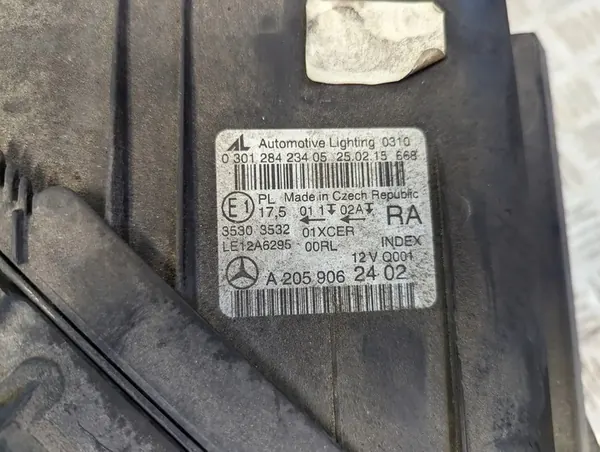 AL Automotive Lighting 0310
0 301 284 234 05 25.02.15 668
E1 PL Made in Czech Republic
17,5 01 1 02A RA
35303 3532 01XCER
LE12A6295 00RL INDEX
12 V Q001
A 205 906 24 02